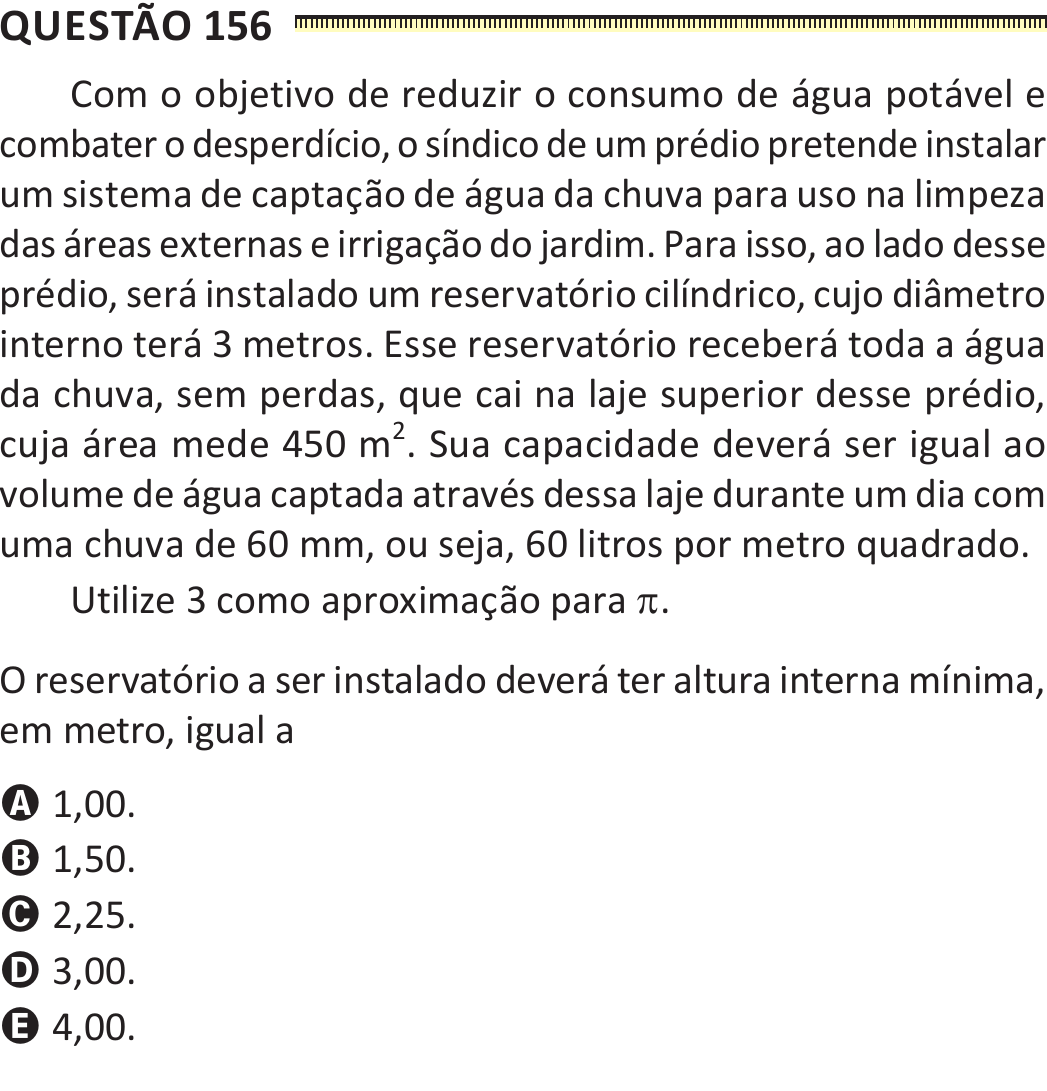 QUESTÃO 156
Com o objetivo de reduzir o consumo de água potável e
combater o desperdício, o síndico de um prédio pretende instalar
um sistema de captação de água da chuva para uso na limpeza
das áreas externas e irrigação do jardim. Para isso, ao lado desse
prédio, será instalado um reservatório cilíndrico, cujo diâmetro
interno terá 3 metros. Esse reservatório receberá toda a água
da chuva, sem perdas, que cai na laje superior desse prédio,
cuja área mede 450 m². Sua capacidade deverá ser igual ao
volume de água captada através dessa laje durante um dia com
uma chuva de 60 mm, ou seja, 60 litros por metro quadrado.
Utilize 3 como aproximação para π.
O reservatório a ser instalado deverá ter altura interna mínima,
em metro, igual a
A 1,00.
B 1,50.
C 2,25.
D 3,00.
E 4,00.